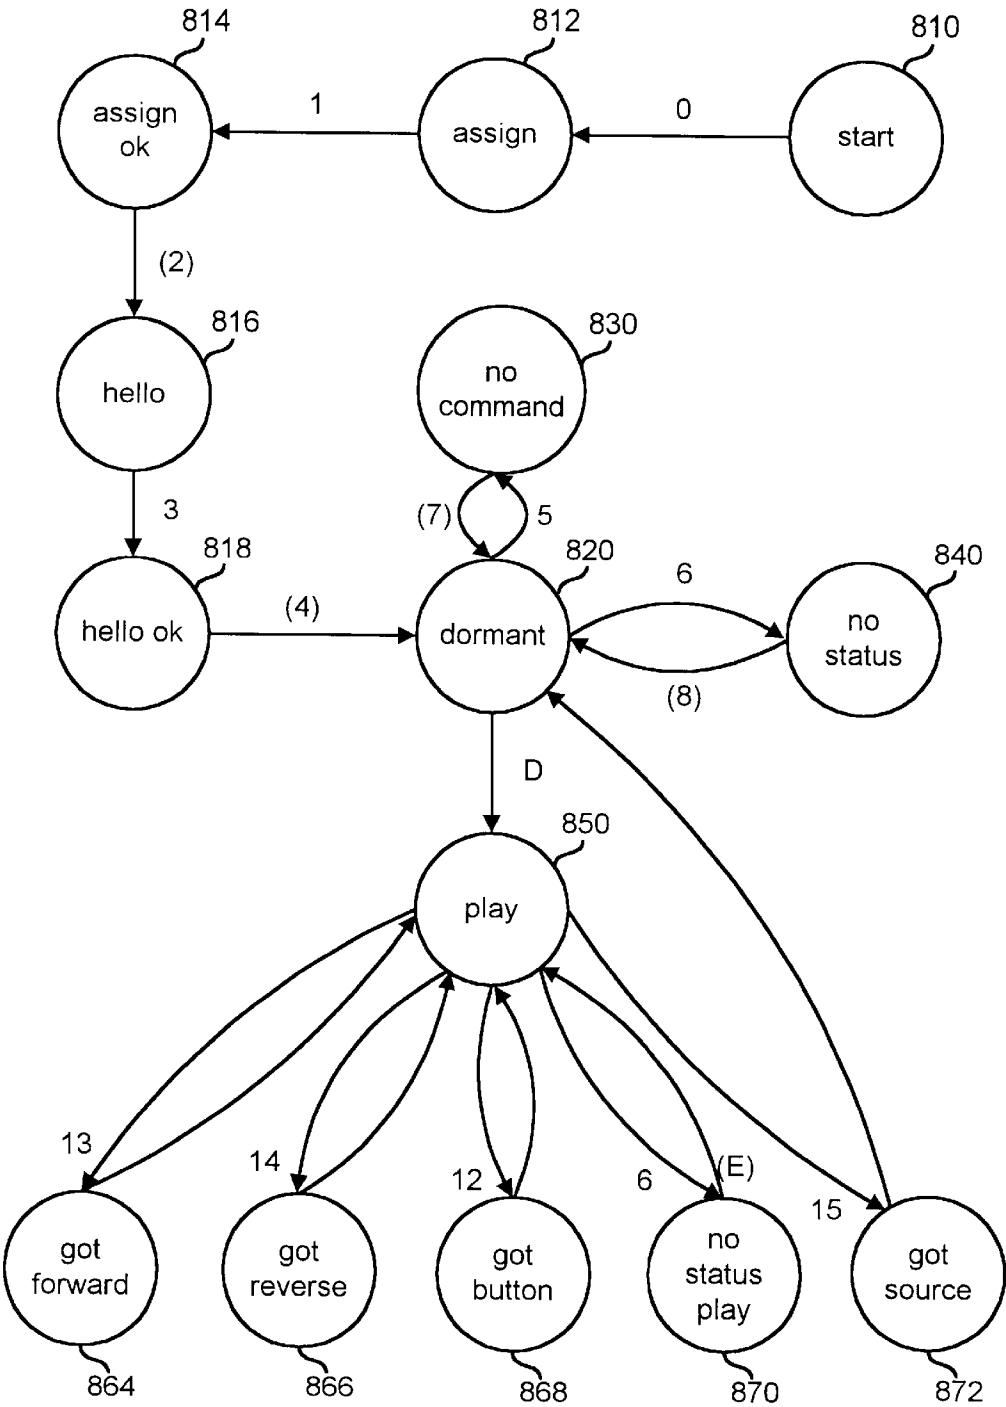 814
812
810
assign
ok
1
assign
0
start
(2)
816
830
hello
no
command
3
(7)
5
818
820
840
hello ok
(4)
dormant
6
no
status
(8)
D
850
play
13
14
12
6
(E)
15
got
forward
got
reverse
got
button
no
status
play
got
source
864
866
868
870
872